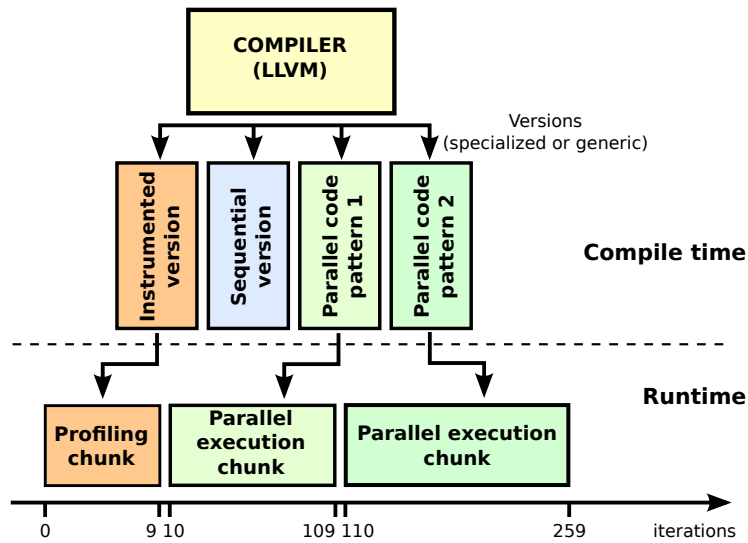 COMPILER
(LLVM)
Versions
(specialized or generic)
Instrumented
version
Sequential
version
Parallel code
pattern 1
Parallel code
pattern 2
Compile time
Runtime
Profiling
chunk
Parallel
execution
chunk
Parallel execution
chunk
0 9 10 109 110 259 iterations